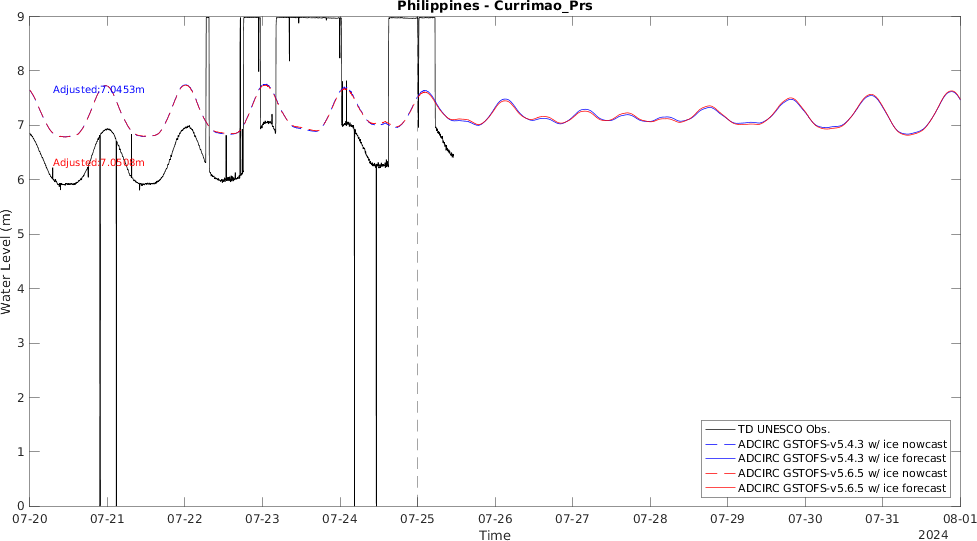 Philippines - Currimao_Prs
Water Level (m)
9
8
7
6
5
4
3
2
1
0
Adjusted:7.0453m
Adjusted:7.0508m
TD UNESCO Obs.
ADCIRC GSTOFS-v5.4.3 w/ ice nowcast
ADCIRC GSTOFS-v5.4.3 w/ ice forecast
ADCIRC GSTOFS-v5.6.5 w/ ice nowcast
ADCIRC GSTOFS-v5.6.5 w/ ice forecast
07-20 07-21 07-22 07-23 07-24 07-25 07-26 07-27 07-28 07-29 07-30 07-31 08-01
Time
2024